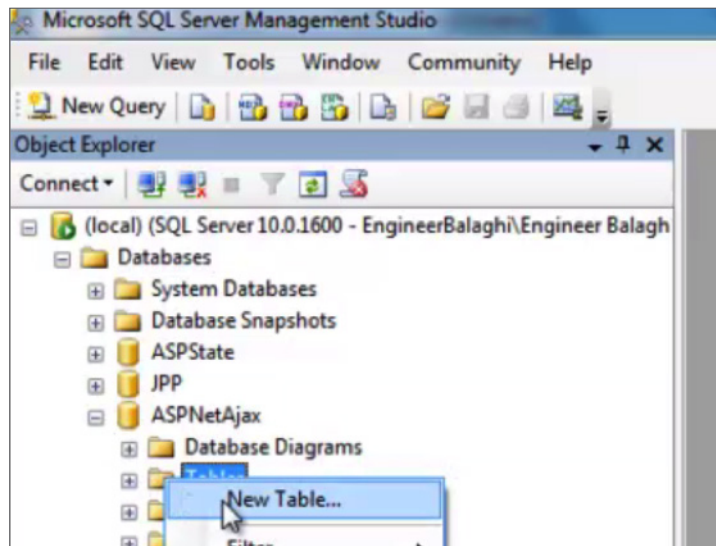 Microsoft SQL Server Management Studio
File Edit View Tools Window Community Help
New Query
Object Explorer
Connect
(local) (SQL Server 10.0.1600 - EngineerBalaghi\Engineer Balagh
Databases
System Databases
Database Snapshots
ASPState
JPP
ASPNetAjax
Database Diagrams
Tables
New Table...
Filter